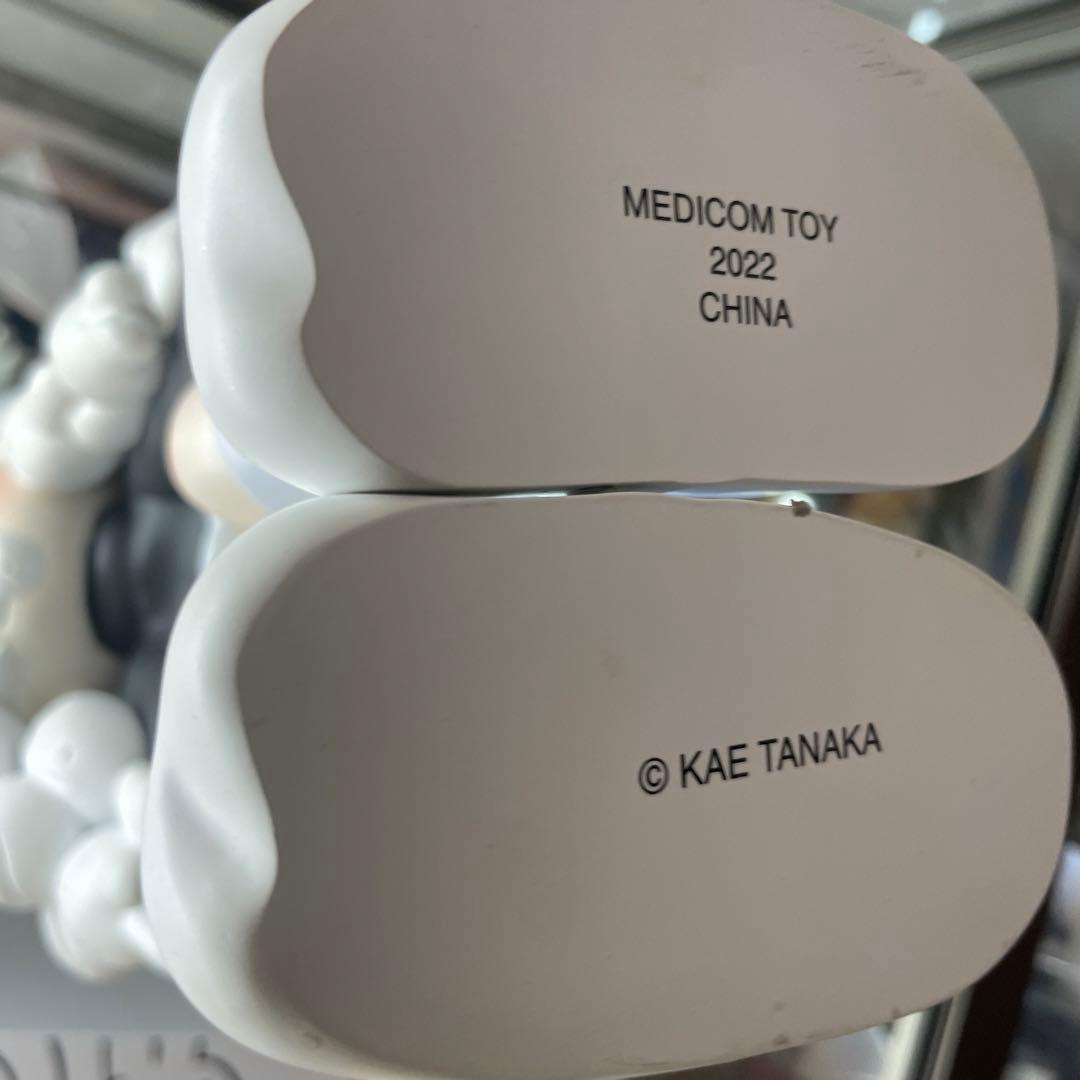 MEDICOM TOY
2022
CHINA
© KAE TANAKA